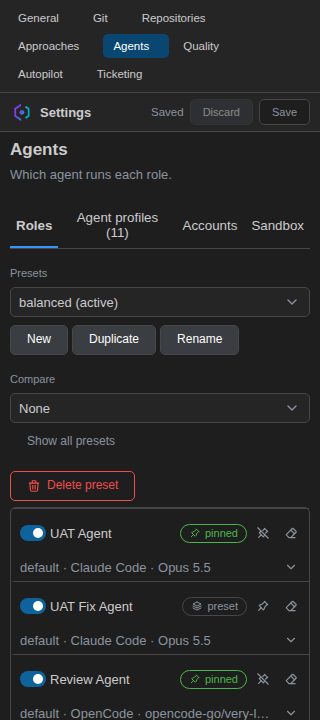 General Git Repositories
Approaches Agents Quality
Autopilot Ticketing
Settings Saved Discard Save
Agents
Which agent runs each role.
Roles Agent profiles (11) Accounts Sandbox
Presets
balanced (active)
New Duplicate Rename
Compare
None
Show all presets
Delete preset
UAT Agent pinned
default · Claude Code · Opus 5.5
UAT Fix Agent preset
default · Claude Code · Opus 5.5
Review Agent pinned
default · OpenCode · opencode-go/very-l...